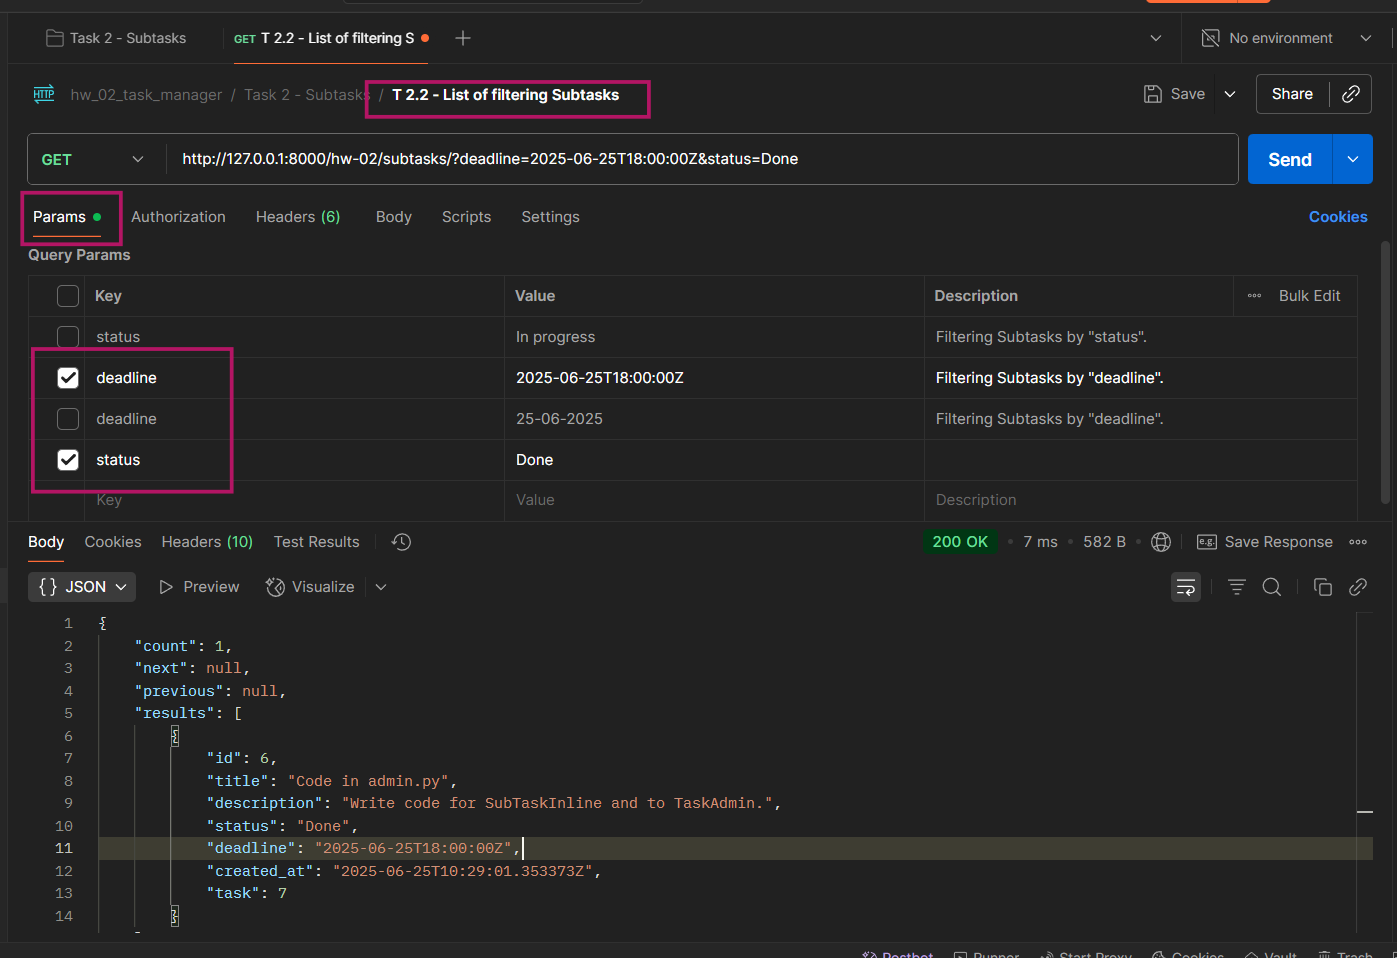 Task 2 - Subtasks
GET T 2.2 - List of filtering S
No environment
HTTP hw_02_task_manager / Task 2 - Subtasks / T 2.2 - List of filtering Subtasks
Save
Share
GET
http://127.0.0.1:8000/hw-02/subtasks/?deadline=2025-06-25T18:00:00Z&status=Done
Send
Params Authorization Headers (6) Body Scripts Settings Cookies
Query Params
Key Value Description Bulk Edit
status In progress Filtering Subtasks by "status".
deadline 2025-06-25T18:00:00Z Filtering Subtasks by "deadline".
deadline 25-06-2025 Filtering Subtasks by "deadline".
status Done
Key Value Description
Body Cookies Headers (10) Test Results 200 OK 7 ms 582 B e.g. Save Response
{} JSON Preview Visualize
1 {
2 "count": 1,
3 "next": null,
4 "previous": null,
5 "results": [
6 {
7 "id": 6,
8 "title": "Code in admin.py",
9 "description": "Write code for SubTaskInline and to TaskAdmin.",
10 "status": "Done",
11 "deadline": "2025-06-25T18:00:00Z",
12 "created_at": "2025-06-25T10:29:01.353373Z",
13 "task": 7
14 }
Postbot Runner Start Proxy Cookies Vault Trash